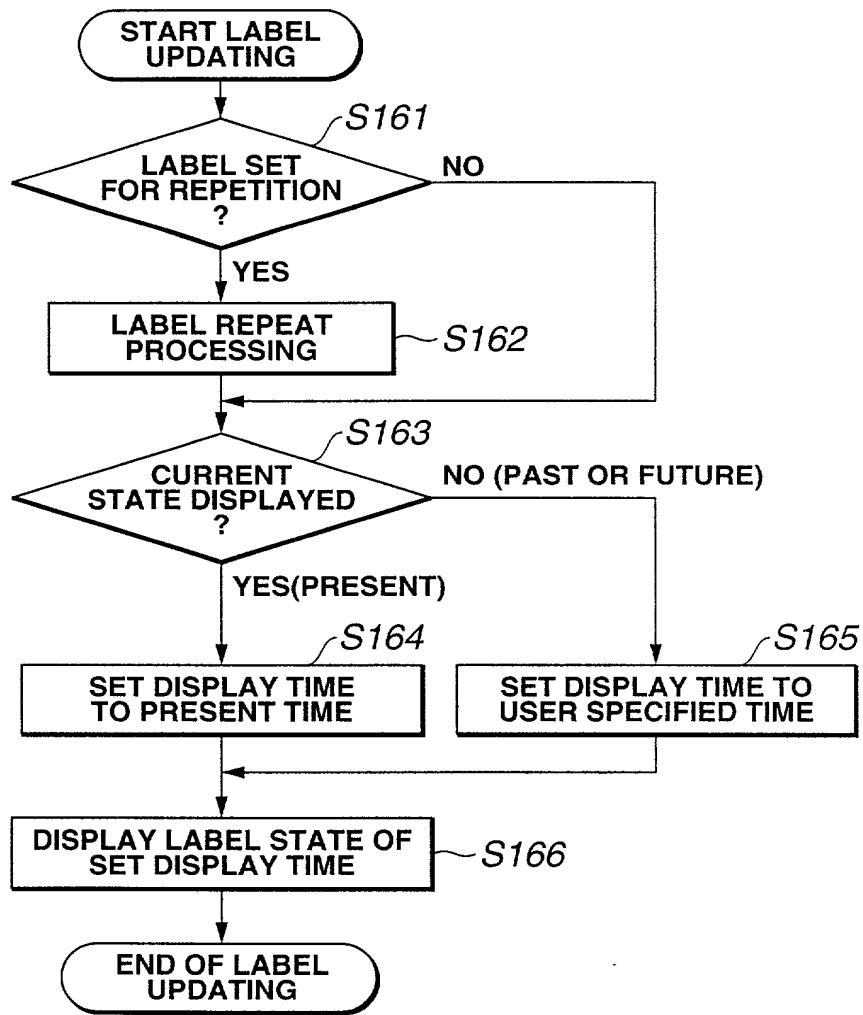 START LABEL
UPDATING
S161
LABEL SET
FOR REPETITION
?
NO
YES
LABEL REPEAT
PROCESSING
S162
S163
CURRENT
STATE DISPLAYED
?
NO (PAST OR FUTURE)
YES(PRESENT)
S164
SET DISPLAY TIME
TO PRESENT TIME
S165
SET DISPLAY TIME TO
USER SPECIFIED TIME
DISPLAY LABEL STATE OF
SET DISPLAY TIME
S166
END OF LABEL
UPDATING